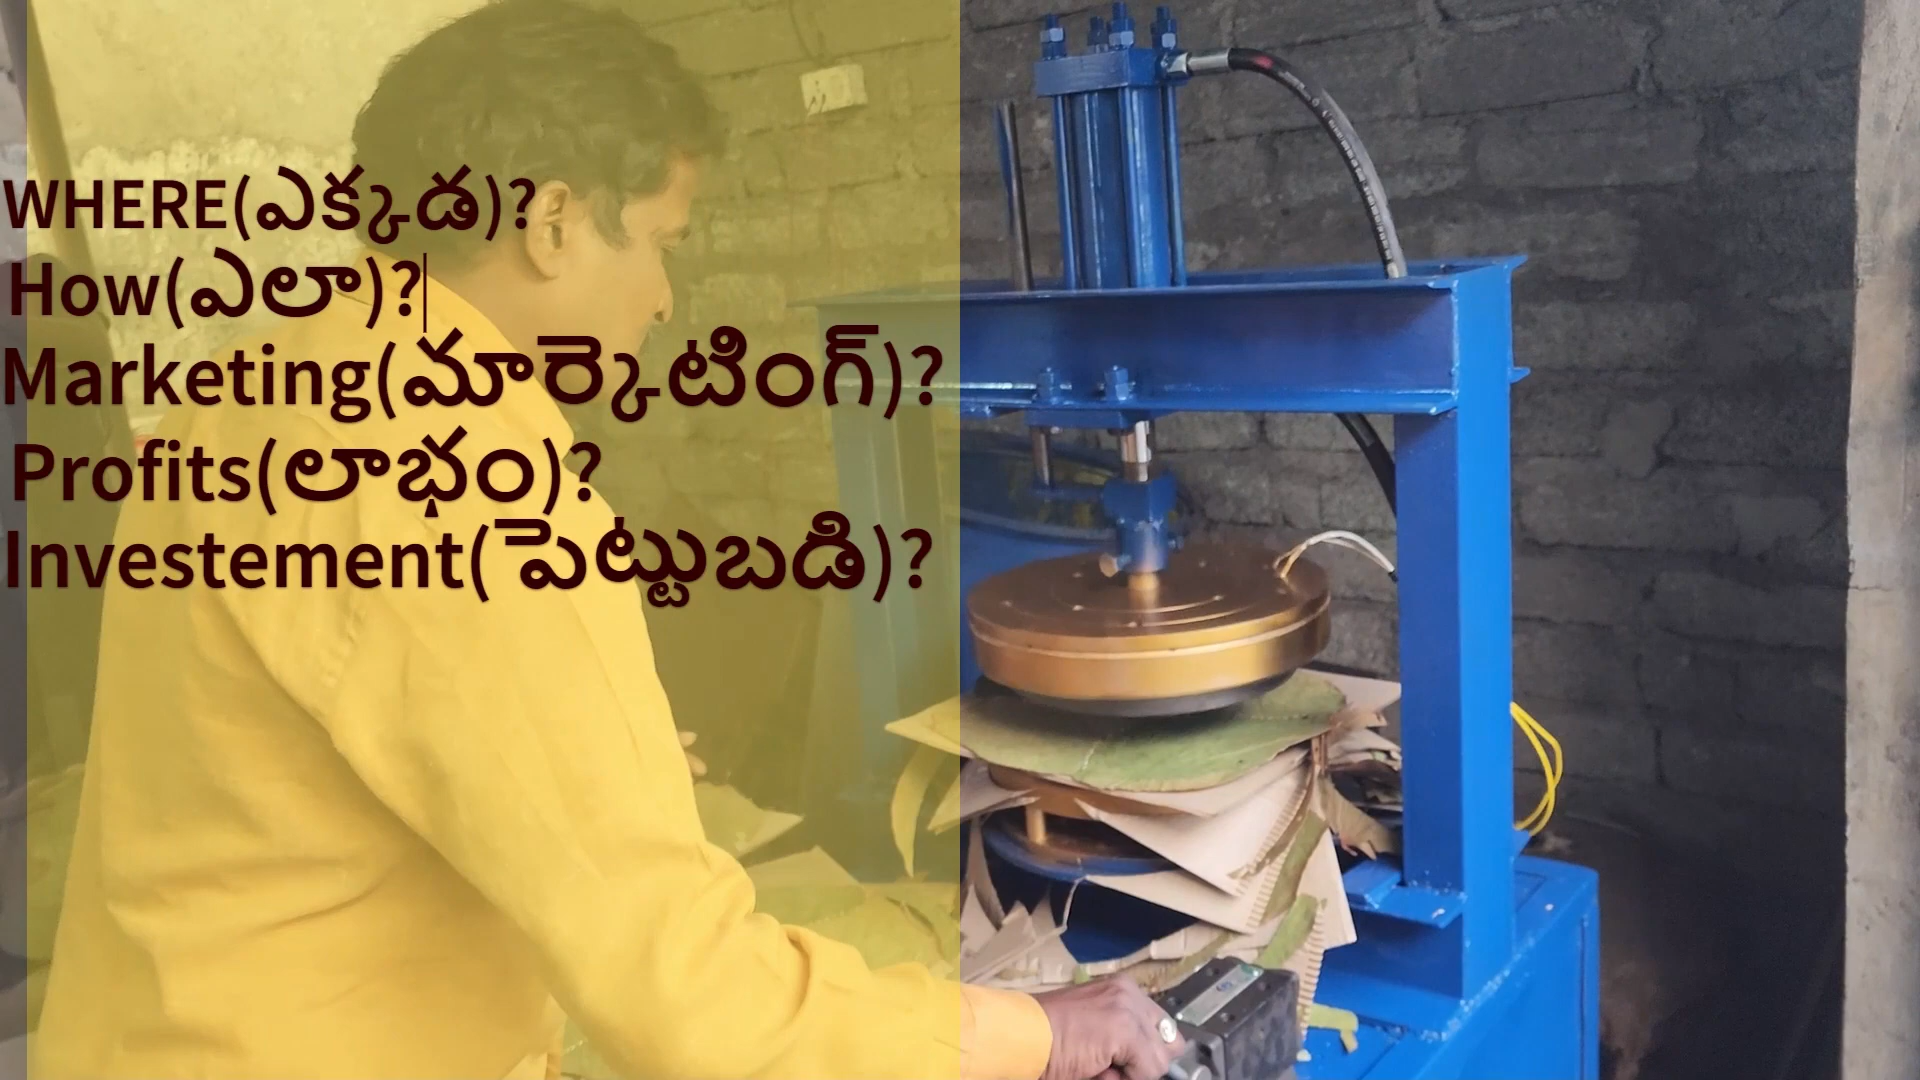 WHERE(ఎక్కడ)?
How(ఎలా)?
Marketing(మార్కెటింగ్)?
Profits(లాభం)?
Investement(పెట్టుబడి)?